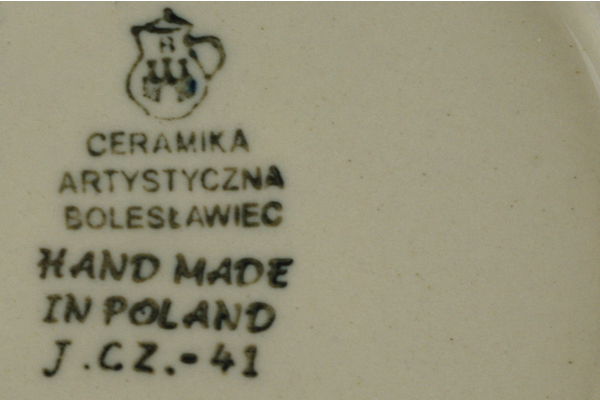 CERAMIKA
ARTYSTYCZNA
BOLESŁAWIEC
HAND MADE
IN POLAND
J.CZ.-41